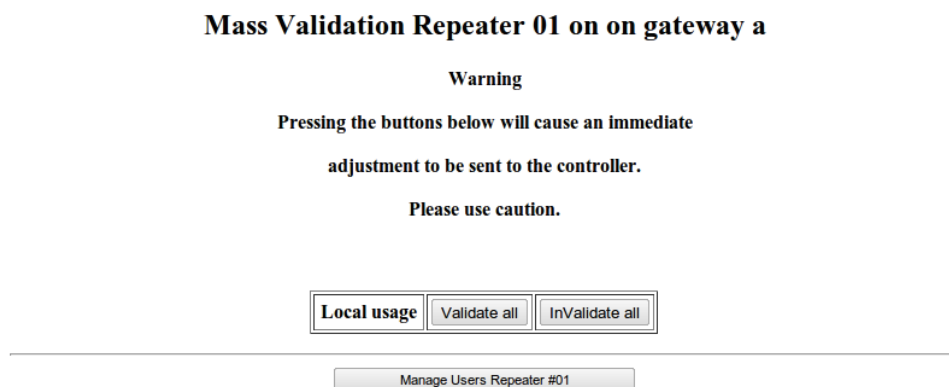 Mass Validation Repeater 01 on on gateway a
Warning
Pressing the buttons below will cause an immediate
adjustment to be sent to the controller.
Please use caution.
Local usage Validate all InValidate all
Manage Users Repeater #01